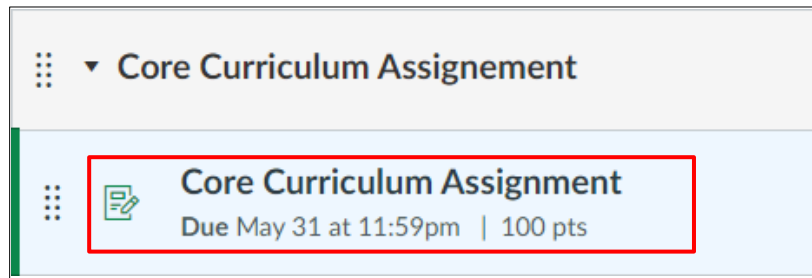 Core Curriculum Assignement
Core Curriculum Assignment
Due May 31 at 11:59pm | 100 pts